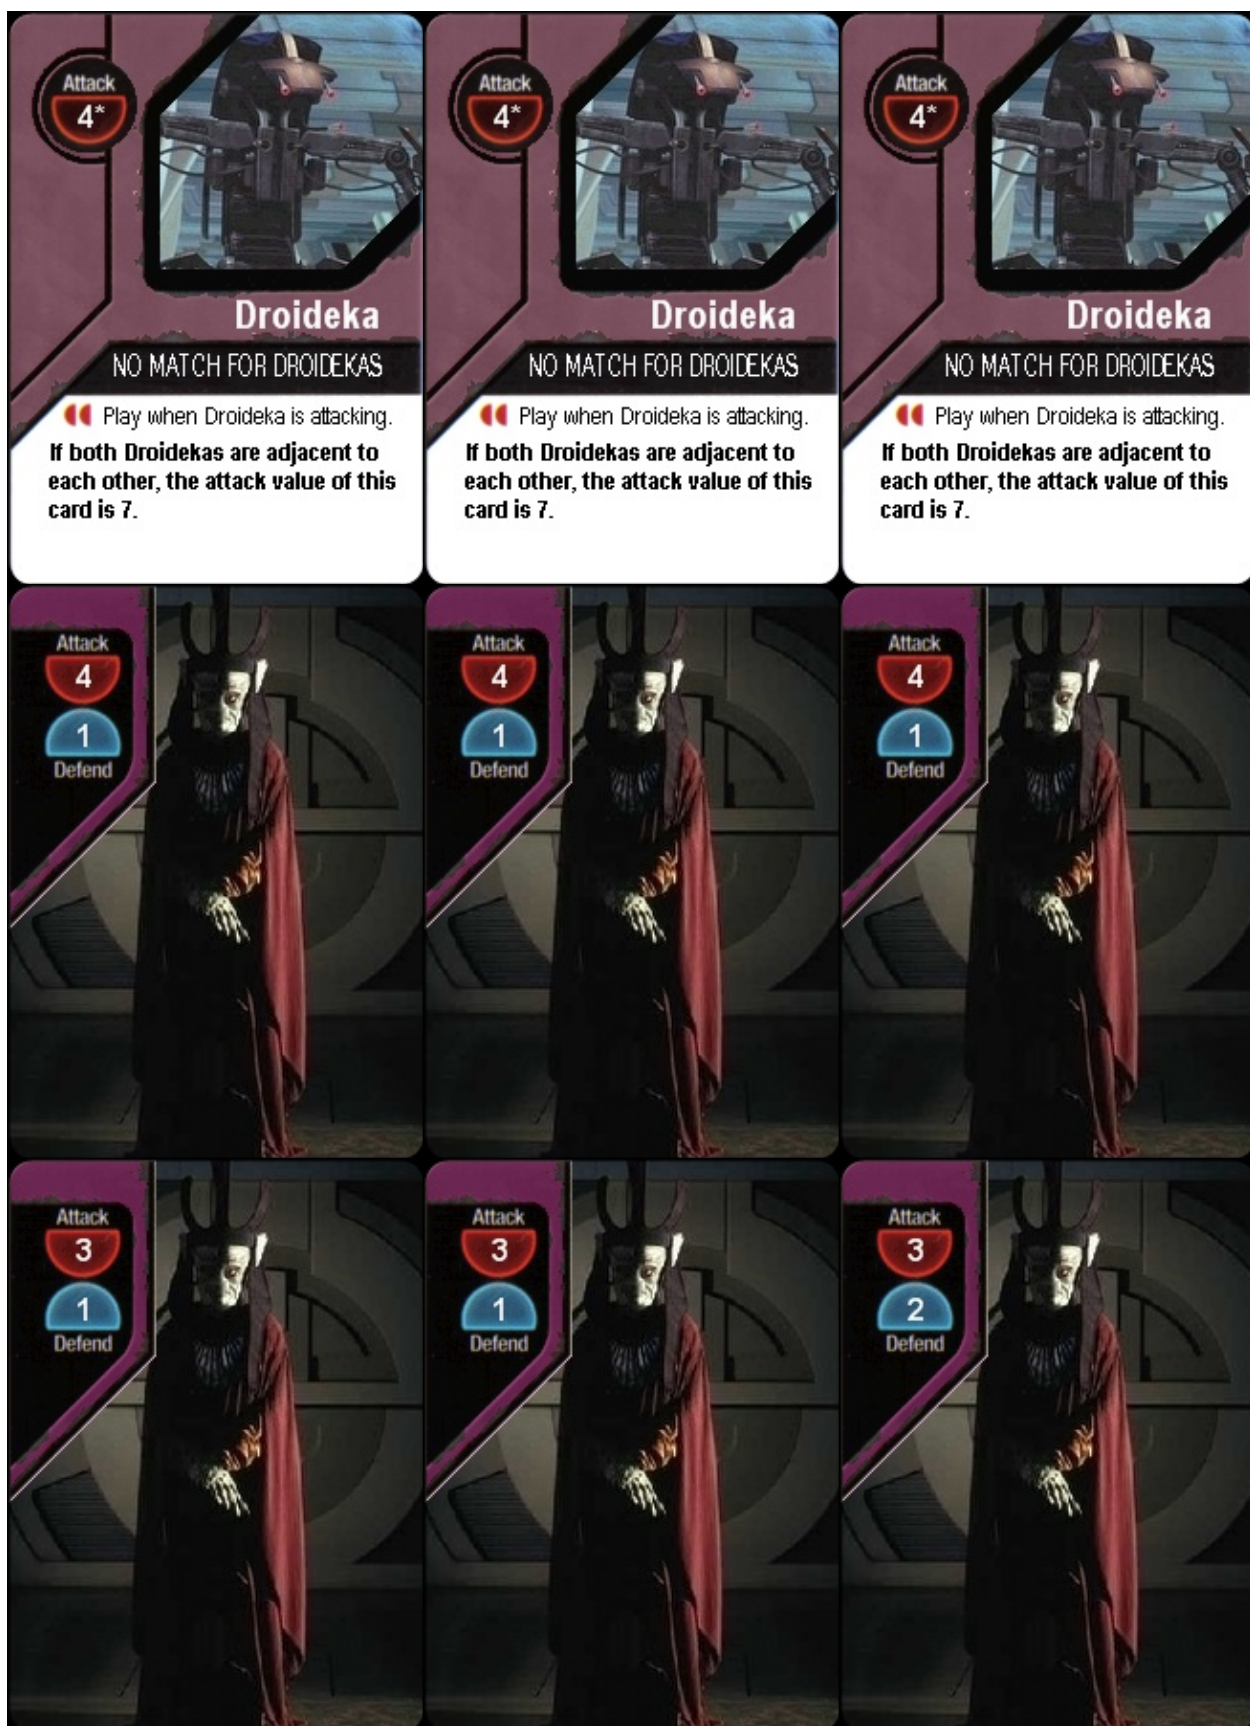 Attack
4*
Droideka
NO MATCH FOR DROIDEKAS
Play when Droideka is attacking.
If both Droidekas are adjacent to
each other, the attack value of this
card is 7.
Attack
4*
Droideka
NO MATCH FOR DROIDEKAS
Play when Droideka is attacking.
If both Droidekas are adjacent to
each other, the attack value of this
card is 7.
Attack
4*
Droideka
NO MATCH FOR DROIDEKAS
Play when Droideka is attacking.
If both Droidekas are adjacent to
each other, the attack value of this
card is 7.
Attack
4
1
Defend
Attack
4
1
Defend
Attack
4
1
Defend
Attack
3
1
Defend
Attack
3
1
Defend
Attack
3
2
Defend